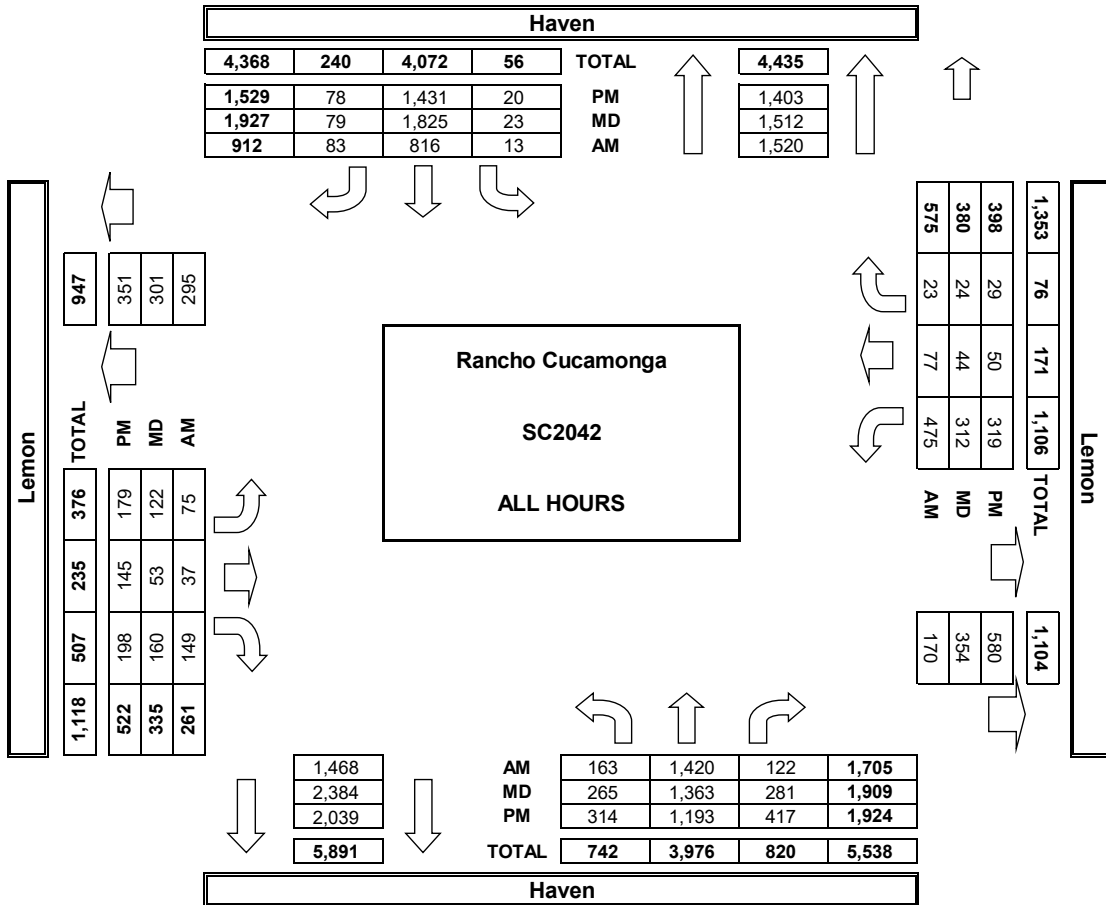 Haven
4,368 240 4,072 56 TOTAL 4,435
1,529 78 1,431 20 PM 1,403
1,927 79 1,825 23 MD 1,512
912 83 816 13 AM 1,520
Lemon
947 351 301 295
TOTAL PM MD AM
376 179 122 75
235 145 53 37
507 198 160 149
1,118 522 335 261
Rancho Cucamonga
SC2042
ALL HOURS
575 380 398 1,353
23 24 29 76
77 44 50 171
475 312 319 1,106
AM MD PM TOTAL
170 354 580 1,104
Lemon
1,468 AM 163 1,420 122 1,705
2,384 MD 265 1,363 281 1,909
2,039 PM 314 1,193 417 1,924
5,891 TOTAL 742 3,976 820 5,538
Haven